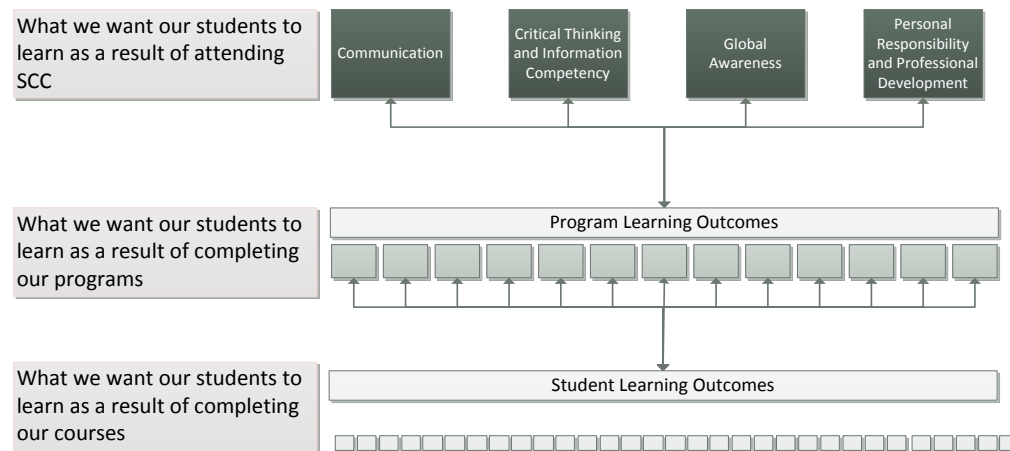 What we want our students to
learn as a result of attending
SCC
Communication
Critical Thinking
and Information
Competency
Global
Awareness
Personal
Responsibility
and Professional
Development
What we want our students to
learn as a result of completing
our programs
Program Learning Outcomes
What we want our students to
learn as a result of completing
our courses
Student Learning Outcomes